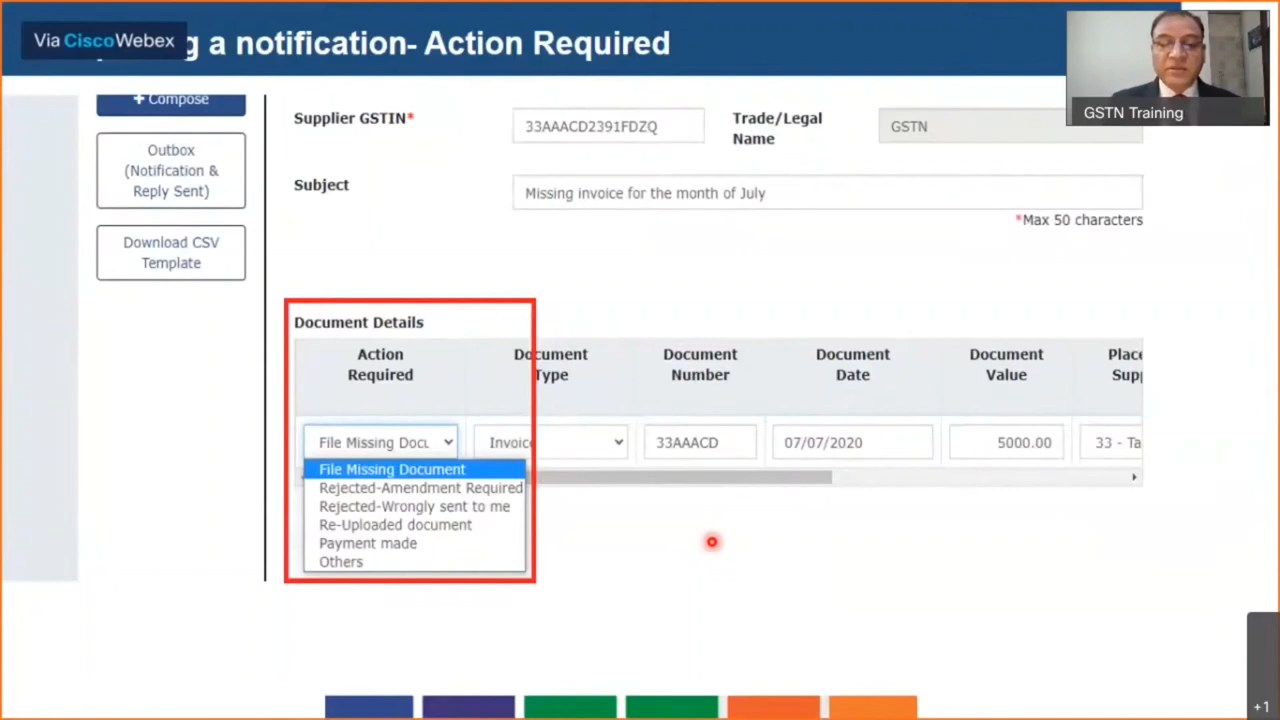 Via CiscoWebex
g a notification- Action Required
GSTN Training
+ Compose
Outbox
(Notification &
Reply Sent)
Download CSV
Template
Supplier GSTIN*
33AAACD2391FDZQ
Trade/Legal
Name
GSTN
Subject
Missing invoice for the month of July
*Max 50 characters
Document Details
Action
Required
Document
Type
Document
Number
Document
Date
Document
Value
Place
Supp
File Missing Docu
Invoice
33AAACD
07/07/2020
5000.00
33 - Ta
File Missing Document
Rejected-Amendment Required
Rejected-Wrongly sent to me
Re-Uploaded document
Payment made
Others
+1